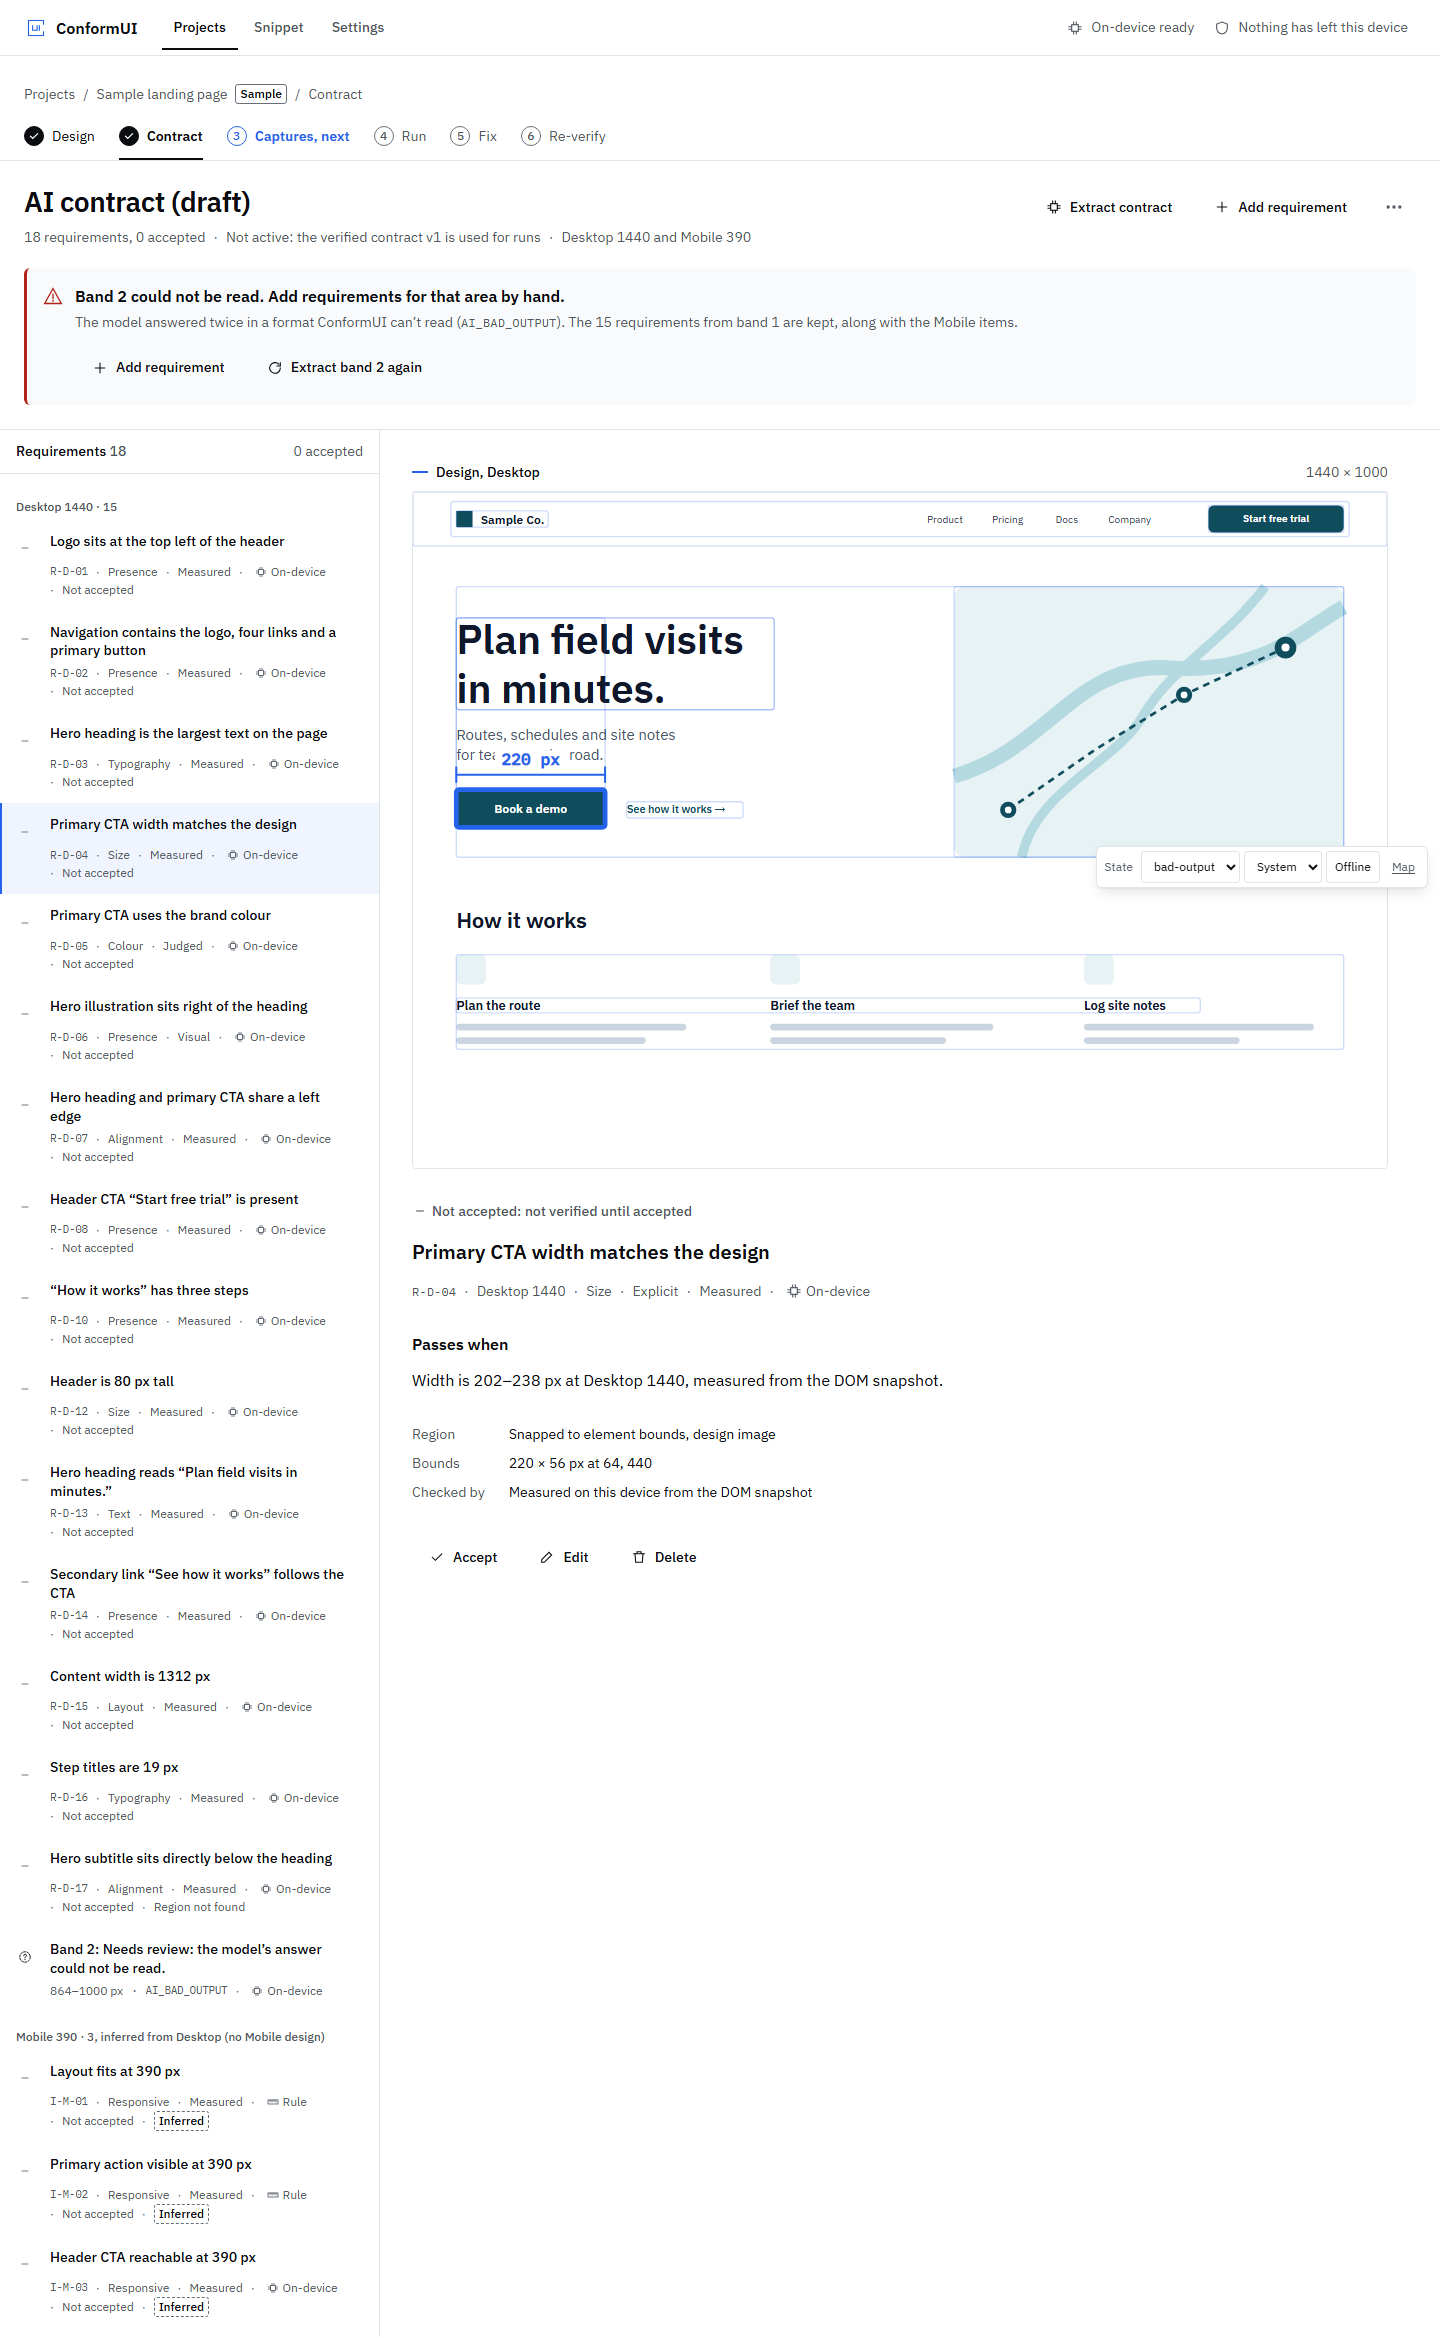 ConformUI
Projects
Snippet
Settings
On-device ready
Nothing has left this device
Projects / Sample landing page Sample / Contract
Design
Contract
3 Captures, next
4 Run
5 Fix
6 Re-verify
AI contract (draft)
Extract contract
Add requirement
18 requirements, 0 accepted · Not active: the verified contract v1 is used for runs · Desktop 1440 and Mobile 390
Band 2 could not be read. Add requirements for that area by hand.
The model answered twice in a format ConformUI can’t read (AI_BAD_OUTPUT). The 15 requirements from band 1 are kept, along with the Mobile items.
Add requirement
Extract band 2 again
Requirements 18
0 accepted
Desktop 1440 · 15
Logo sits at the top left of the header
R-D-01 · Presence · Measured · On-device
· Not accepted
Navigation contains the logo, four links and a
primary button
R-D-02 · Presence · Measured · On-device
· Not accepted
Hero heading is the largest text on the page
R-D-03 · Typography · Measured · On-device
· Not accepted
Primary CTA width matches the design
R-D-04 · Size · Measured · On-device
· Not accepted
Primary CTA uses the brand colour
R-D-05 · Colour · Judged · On-device
· Not accepted
Hero illustration sits right of the heading
R-D-06 · Presence · Visual · On-device
· Not accepted
Hero heading and primary CTA share a left
edge
R-D-07 · Alignment · Measured · On-device
· Not accepted
Header CTA “Start free trial” is present
R-D-08 · Presence · Measured · On-device
· Not accepted
“How it works” has three steps
R-D-10 · Presence · Measured · On-device
· Not accepted
Header is 80 px tall
R-D-12 · Size · Measured · On-device
· Not accepted
Hero heading reads “Plan field visits in
minutes.”
R-D-13 · Text · Measured · On-device
· Not accepted
Secondary link “See how it works” follows the
CTA
R-D-14 · Presence · Measured · On-device
· Not accepted
Content width is 1312 px
R-D-15 · Layout · Measured · On-device
· Not accepted
Step titles are 19 px
R-D-16 · Typography · Measured · On-device
· Not accepted
Hero subtitle sits directly below the heading
R-D-17 · Alignment · Measured · On-device
· Not accepted · Region not found
Band 2: Needs review: the model’s answer
could not be read.
864–1000 px · AI_BAD_OUTPUT · On-device
Mobile 390 · 3, inferred from Desktop (no Mobile design)
Layout fits at 390 px
I-M-01 · Responsive · Measured · Rule
· Not accepted · Inferred
Primary action visible at 390 px
I-M-02 · Responsive · Measured · Rule
· Not accepted · Inferred
Header CTA reachable at 390 px
I-M-03 · Responsive · Measured · On-device
· Not accepted · Inferred
Design, Desktop
1440 × 1000
Sample Co.
Product
Pricing
Docs
Company
Start free trial
Plan field visits
in minutes.
Routes, schedules and site notes
for road.
220 px
Book a demo
See how it works →
State
bad-output
System
Offline
Map
How it works
Plan the route
Brief the team
Log site notes
Not accepted: not verified until accepted
Primary CTA width matches the design
R-D-04 · Desktop 1440 · Size · Explicit · Measured · On-device
Passes when
Width is 202–238 px at Desktop 1440, measured from the DOM snapshot.
Region Snapped to element bounds, design image
Bounds 220 × 56 px at 64, 440
Checked by Measured on this device from the DOM snapshot
Accept
Edit
Delete